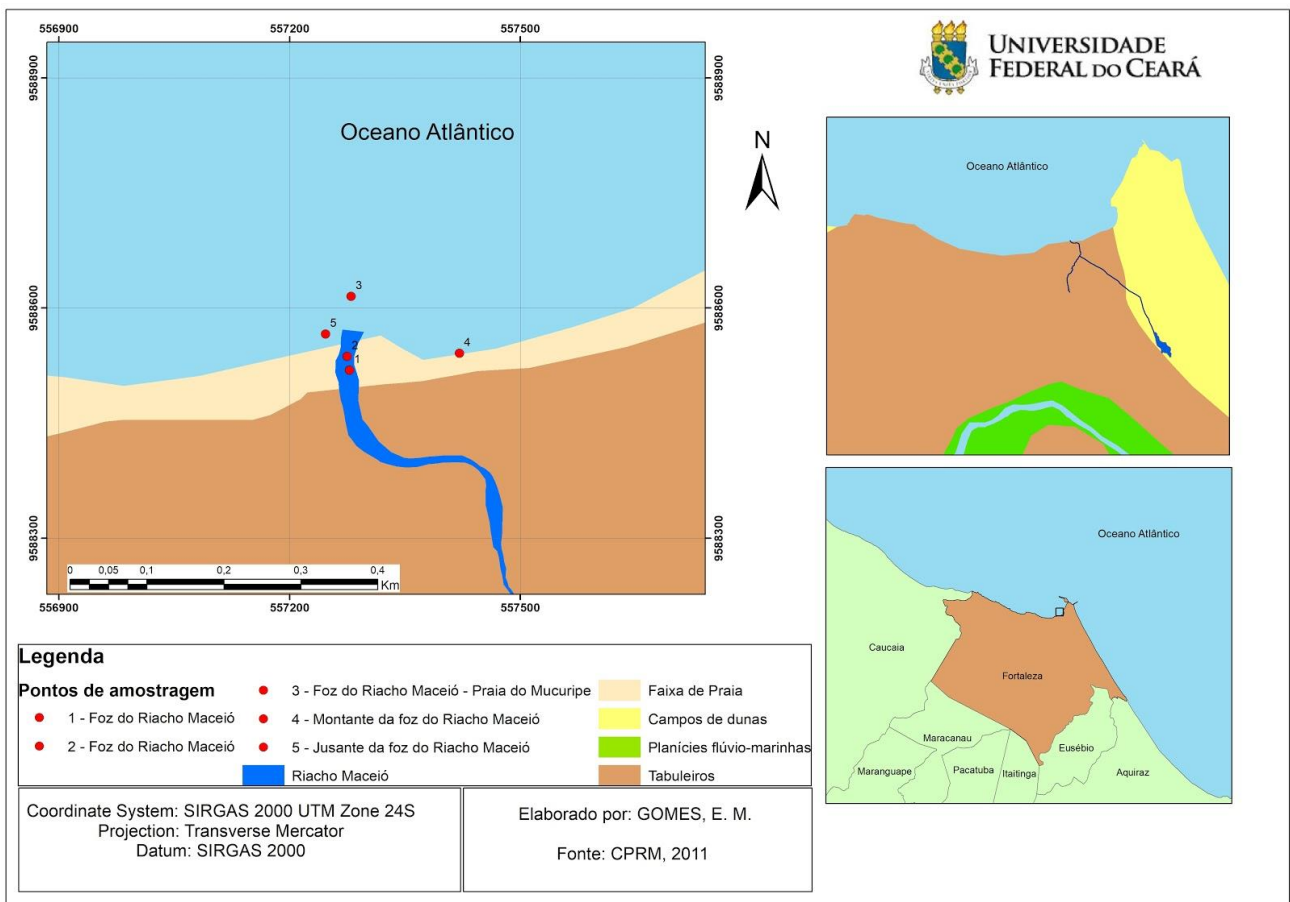 556900
557200
557500
9588900
9588900
Oceano Atlântico
N
3
9588600
9588600
5
2
4
1
9588300
9588300
0
0,05
0,1
0,2
0,3
0,4
Km
556900
557200
557500
UNIVERSIDADE
FEDERAL DO CEARÁ
Oceano Atlântico
Oceano Atlântico
Caucaia
Fortaleza
Maracanau
Eusébio
Maranguape
Pacatuba
Itaitinga
Aquiraz
Legenda
Pontos de amostragem
1 - Foz do Riacho Maceió
2 - Foz do Riacho Maceió
3 - Foz do Riacho Maceió - Praia do Mucuripe
4 - Montante da foz do Riacho Maceió
5 - Jusante da foz do Riacho Maceió
Riacho Maceió
Faixa de Praia
Campos de dunas
Planícies flúvio-marinhas
Tabuleiros
Coordinate System: SIRGAS 2000 UTM Zone 24S
Projection: Transverse Mercator
Datum: SIRGAS 2000
Elaborado por: GOMES, E. M.
Fonte: CPRM, 2011